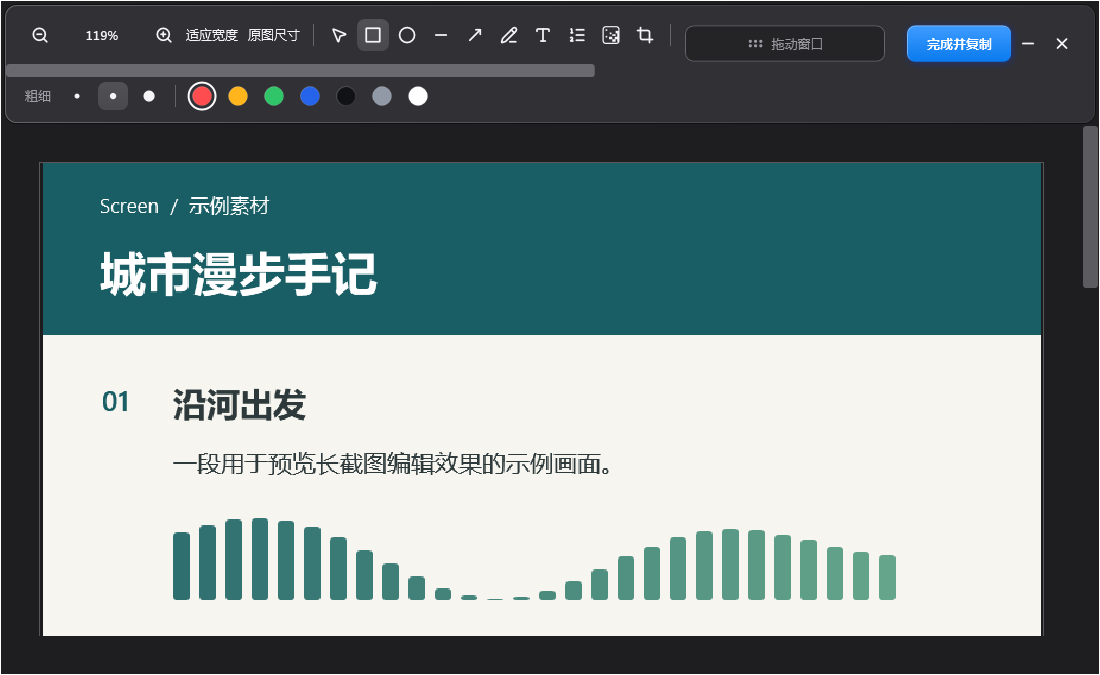 119% 适应宽度 原图尺寸 拖动窗口 完成并复制
粗细
Screen / 示例素材
城市漫步手记
01 沿河出发
一段用于预览长截图编辑效果的示例画面。